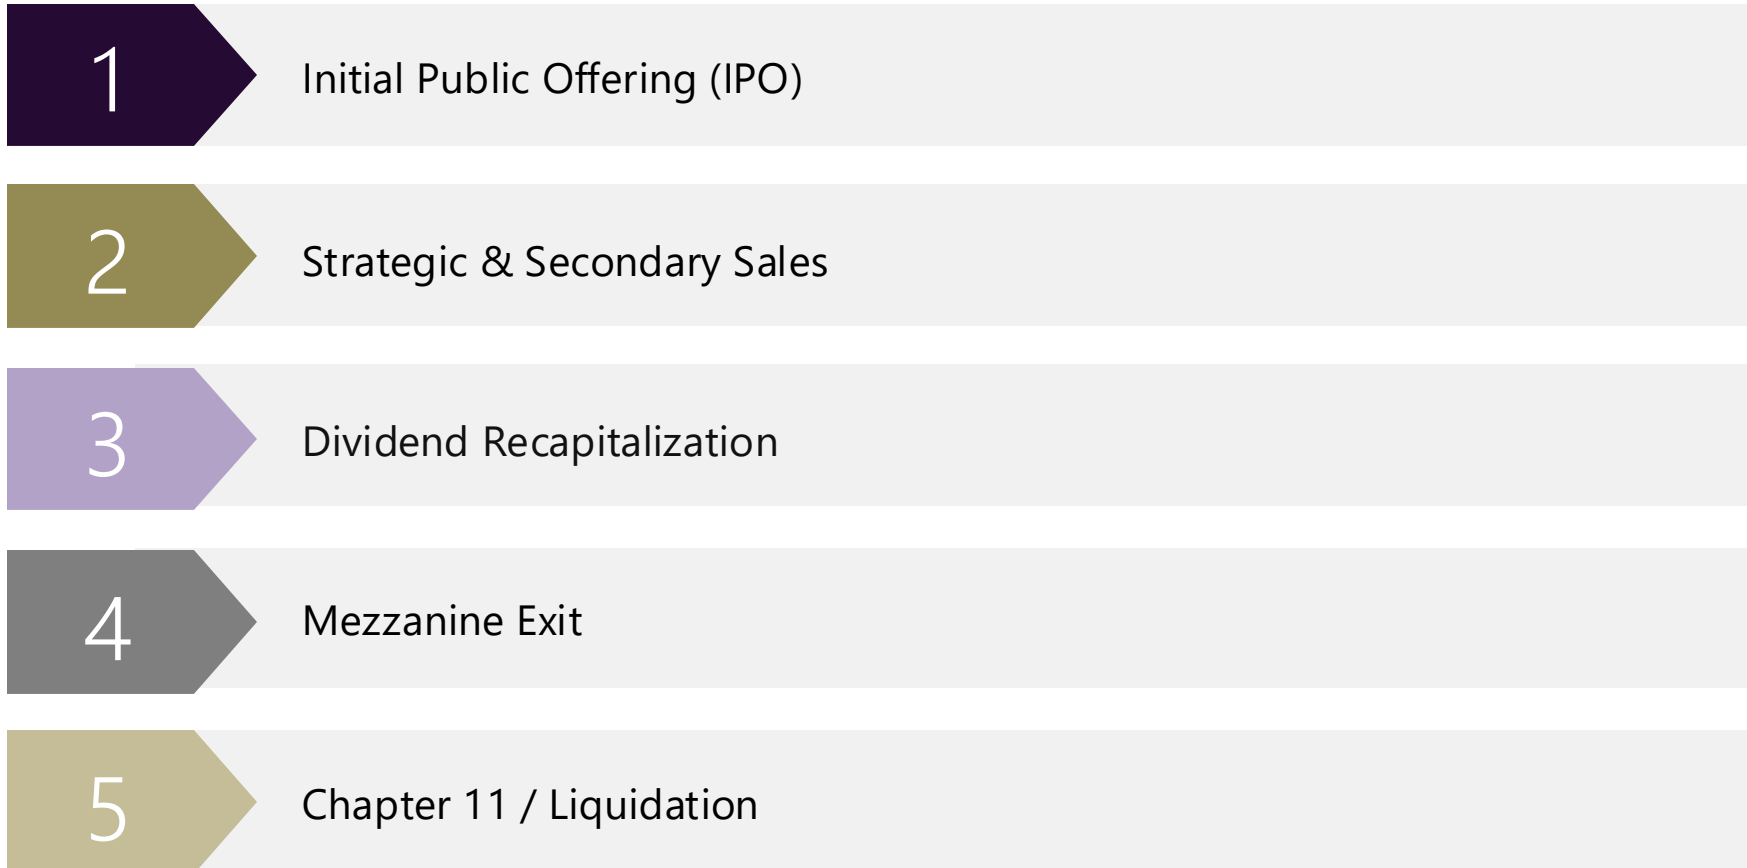 1
Initial Public Offering (IPO)
2
Strategic & Secondary Sales
3
Dividend Recapitalization
4
Mezzanine Exit
5
Chapter 11 / Liquidation